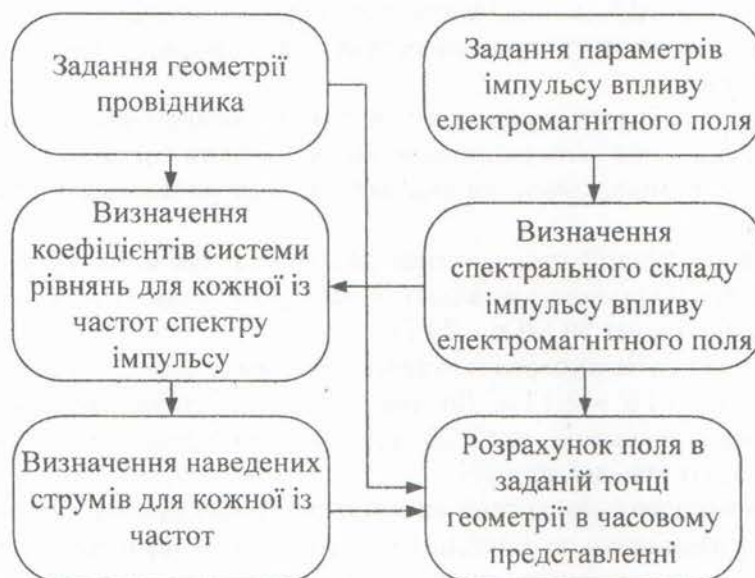 Задання геометрії
провідника
Задання параметрів
імпульсу впливу
електромагнітного поля
Визначення
коефіцієнтів системи
рівнянь для кожної із
частот спектру
імпульсу
Визначення
спектрального складу
імпульсу впливу
електромагнітного поля
Визначення наведених
струмів для кожної із
частот
Розрахунок поля в
заданій точці
геометрії в часовому
представленні